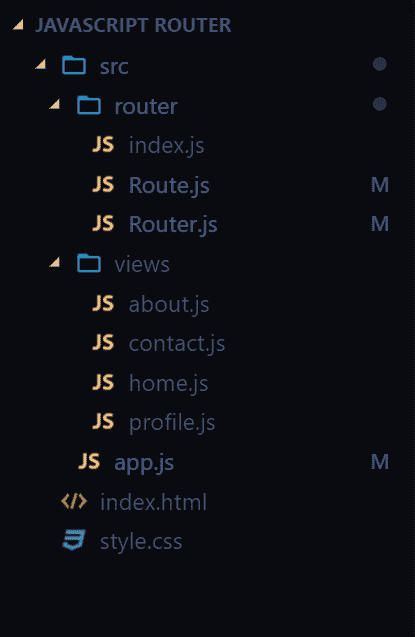 JAVASCRIPT ROUTER
src
router
JS index.js
JS Route.js M
JS Router.js M
views
JS about.js
JS contact.js
JS home.js
JS profile.js
JS app.js M
</> index.html
style.css